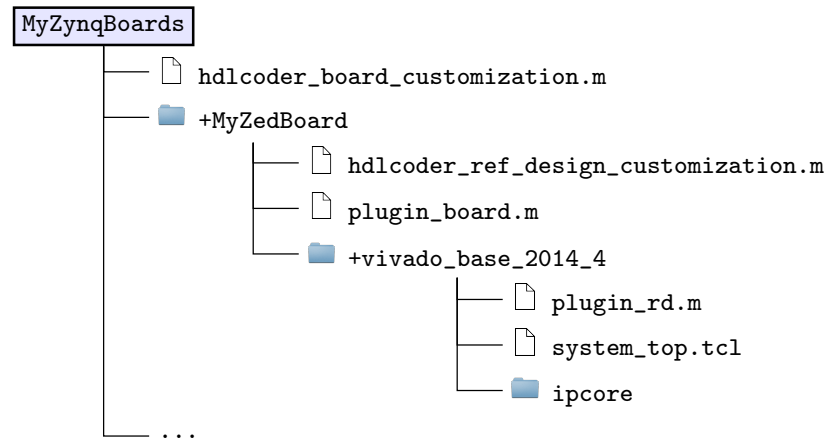 MyZynqBoards
hdlcoder_board_customization.m
+MyZedBoard
hdlcoder_ref_design_customization.m
plugin_board.m
+vivado_base_2014_4
plugin_rd.m
system_top.tcl
ipcore
...